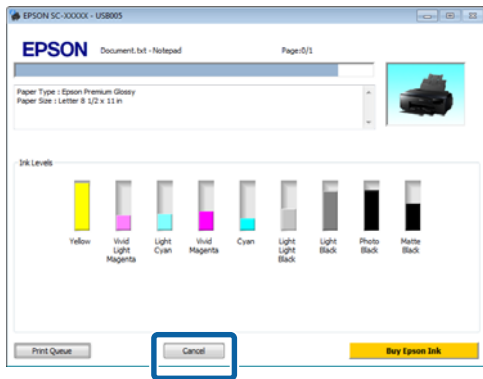 EPSON SC-XXXXX - USB005
EPSON Document.txt - Notepad Page:0/1
Paper Type : Epson Premium Glossy
Paper Size : Letter 8 1/2 x 11 in
Ink Levels
Yellow
Vivid
Light
Magenta
Light
Cyan
Vivid
Magenta
Cyan
Light
Light
Black
Light
Black
Photo
Black
Matte
Black
Print Queue Cancel Buy Epson Ink